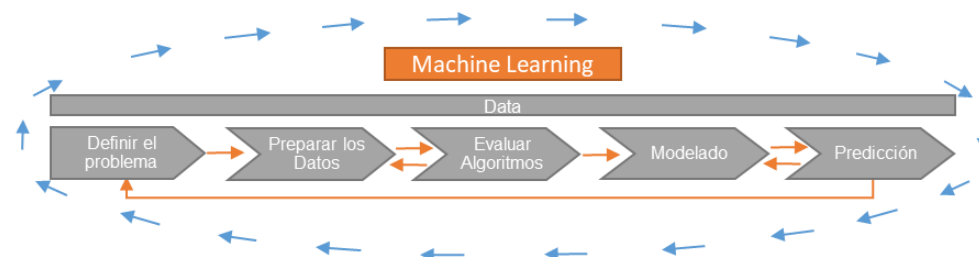 Machine Learning
Data
Definir el
problema
Preparar los
Datos
Evaluar
Algoritmos
Modelado
Predicción